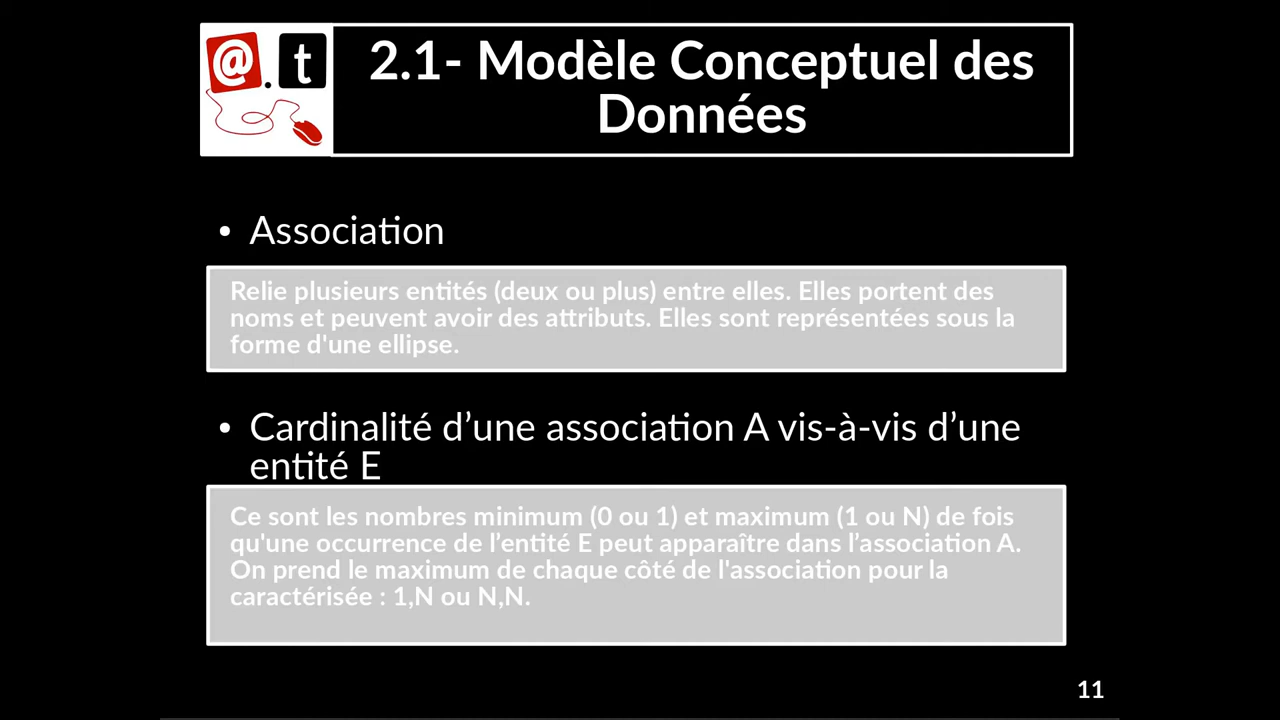 @.t
2.1- Modèle Conceptuel des
Données
• Association
Relie plusieurs entités (deux ou plus) entre elles. Elles portent des
noms et peuvent avoir des attributs. Elles sont représentées sous la
forme d'une ellipse.
• Cardinalité d’une association A vis-à-vis d’une
entité E
Ce sont les nombres minimum (0 ou 1) et maximum (1 ou N) de fois
qu'une occurrence de l’entité E peut apparaître dans l’association A.
On prend le maximum de chaque côté de l'association pour la
caractérisée : 1,N ou N,N.
11